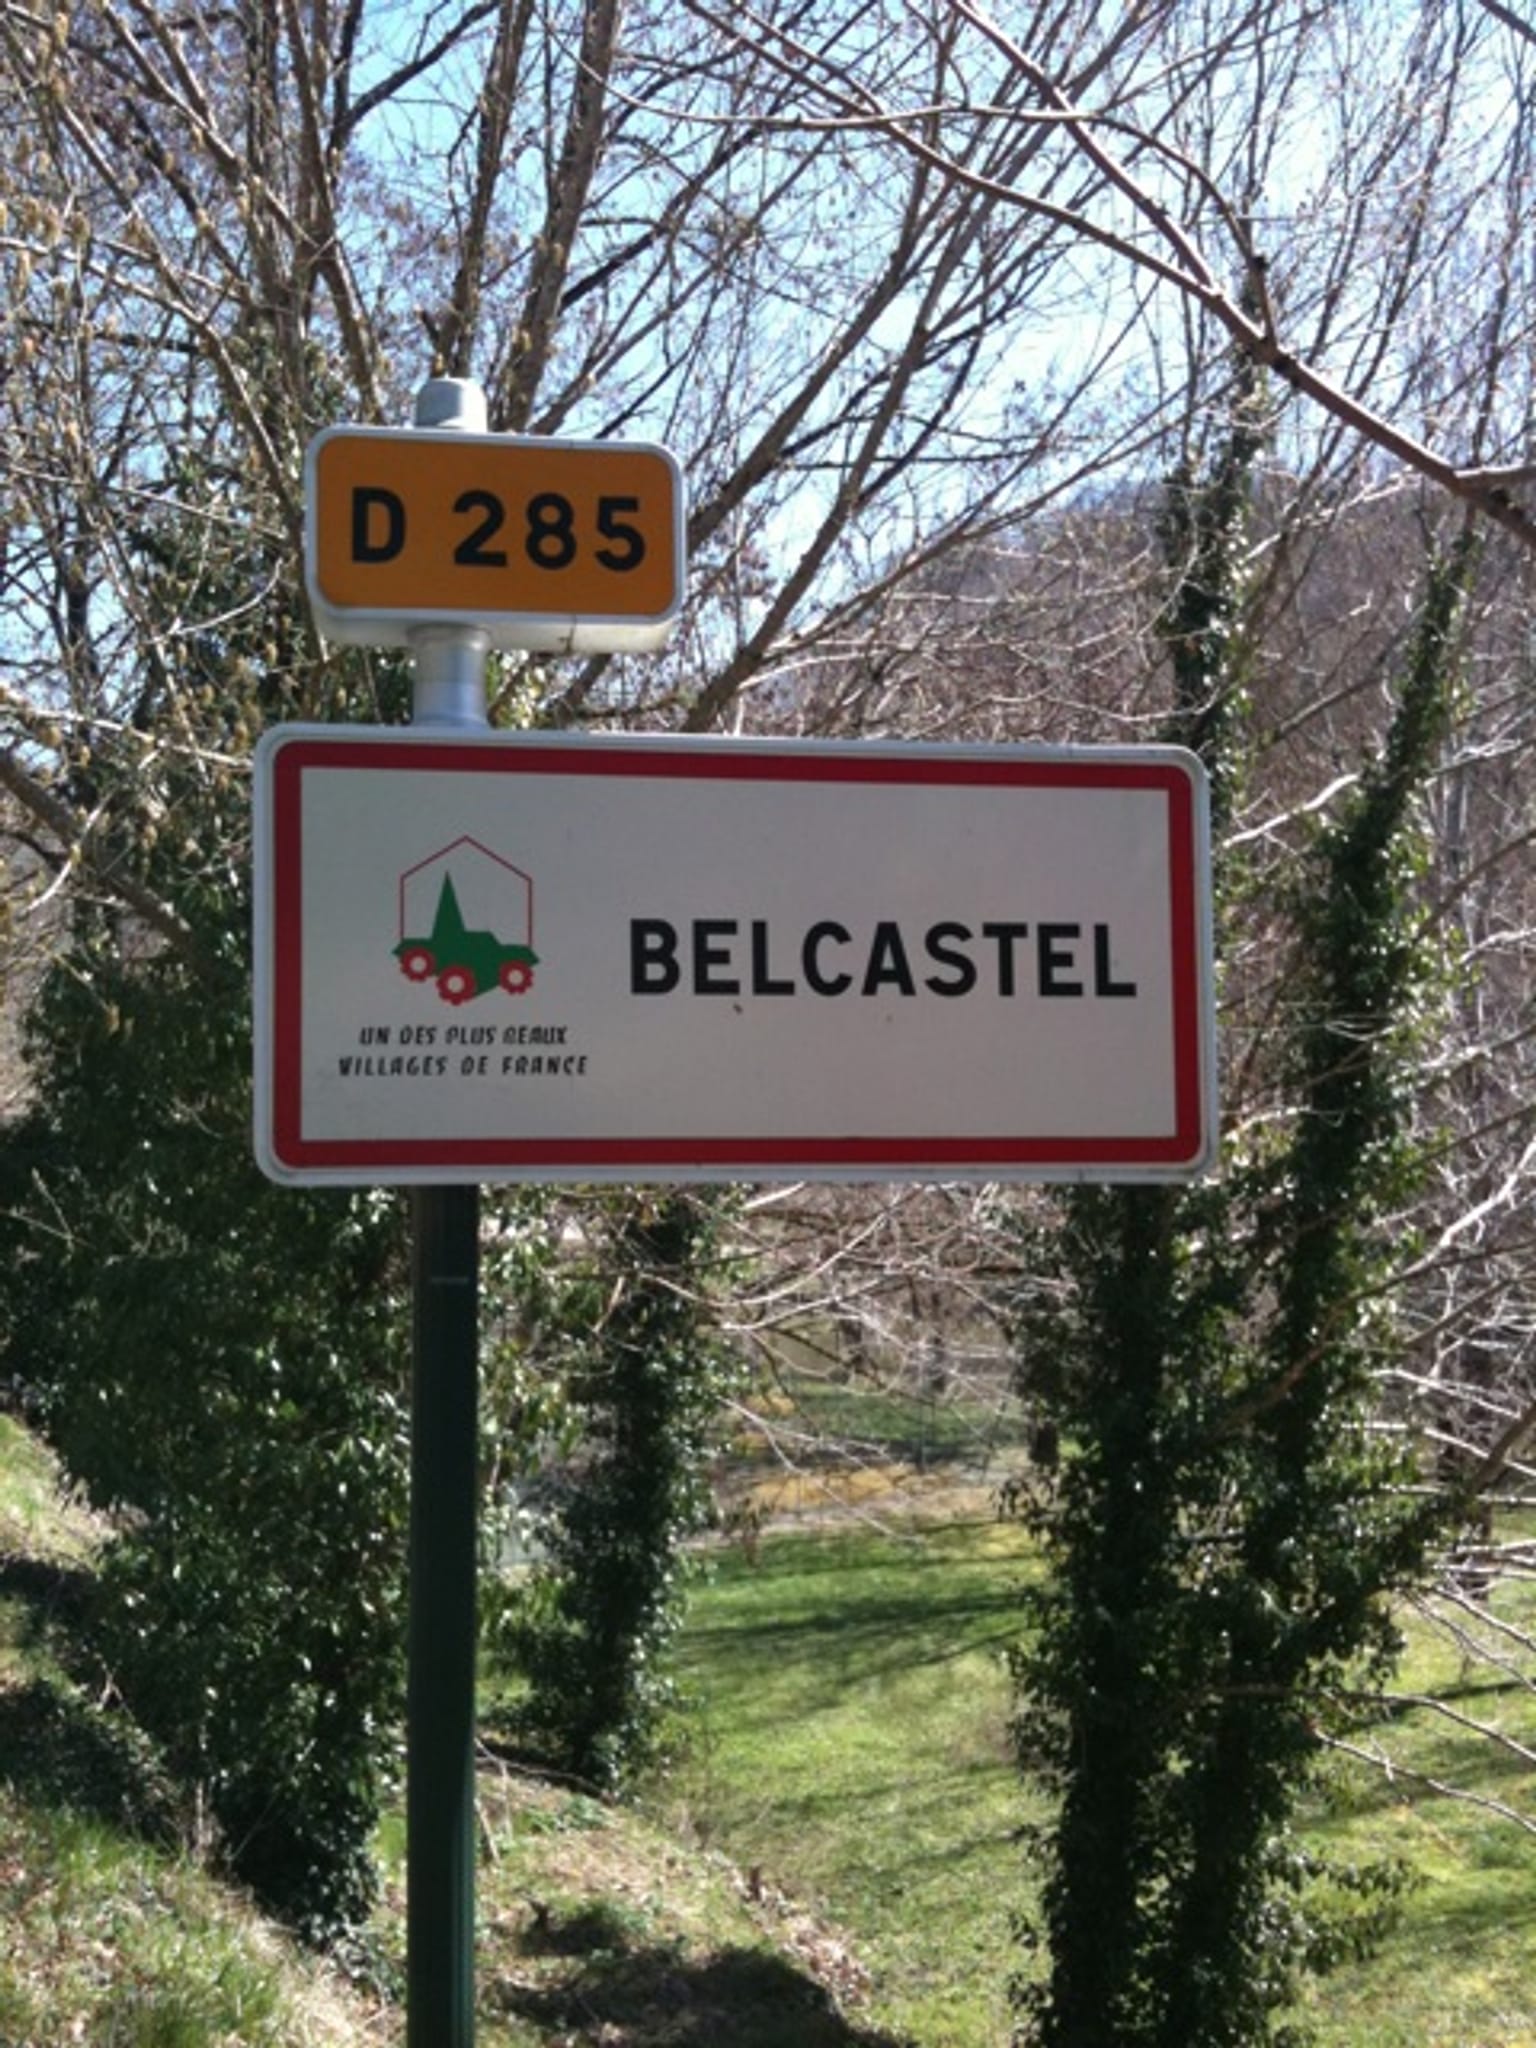 D 285
BELCASTEL
UN DES PLUS BEAUX
VILLAGES DE FRANCE